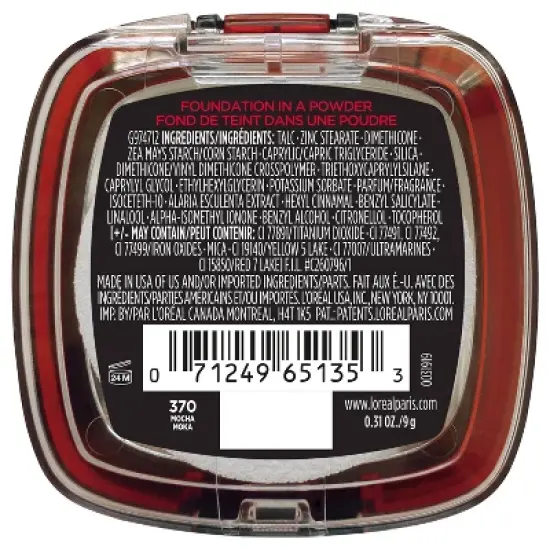 FOUNDATION IN A POWDER
FOND DE TEINT DANS UNE POUDRE
G974712 INGREDIENTS/INGRÉDIENTS: TALC • ZINC STEARATE • DIMETHICONE •
ZEA MAYS STARCH/CORN STARCH • CAPRYLIC/CAPRIC TRIGLYCERIDE • SILICA •
DIMETHICONE/VINYL DIMETHICONE CROSSPOLYMER • TRIETHOXYCAPRYLYLSILANE •
CAPRYLYL GLYCOL • ETHYLHEXYLGLYCERIN • POTASSIUM SORBATE • PARFUM/FRAGRANCE •
ISOCETETH-10 • ALARIA ESCULENTA EXTRACT • HEXYL CINNAMAL • BENZYL SALICYLATE •
LINALOOL • ALPHA-ISOMETHYL IONONE • BENZYL ALCOHOL • CITRONELLOL • TOCOPHEROL
[+/- MAY CONTAIN/PEUT CONTENIR: CI 77891/TITANIUM DIOXIDE • CI 77491, CI 77492,
CI 77499/IRON OXIDES • MICA • CI 19140/YELLOW 5 LAKE • CI 77007/ULTRAMARINES •
CI 15850/RED 7 LAKE] F.I.L. #C260796/1
MADE IN USA OF US AND/OR IMPORTED INGREDIENTS/PARTS. FAIT AUX É.-U. AVEC DES
INGRÉDIENTS/PARTIES AMÉRICAINS ET/OU IMPORTÉS. L'ORÉAL USA, INC., NEW YORK, NY 10001.
IMP. BY/PAR L'ORÉAL CANADA MONTREAL, H4T 1K5 PAT.: PATENTS.LOREALPARIS.COM
24 M
0 71249 65135 3
0031919
370
MOCHA
MOKA
www.lorealparis.com
0.31 OZ./9 g